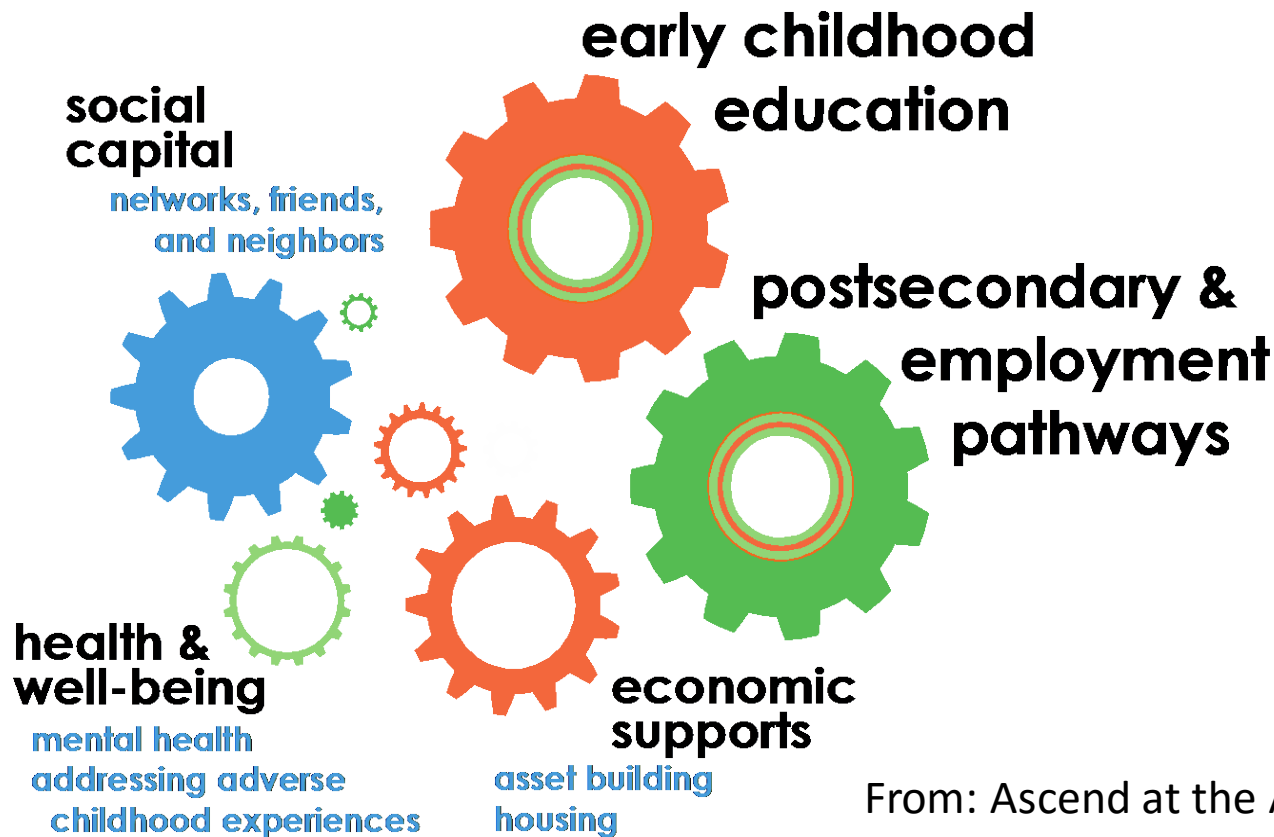 early childhood
education
social
capital
networks, friends,
and neighbors
postsecondary &
employment
pathways
health &
well-being
mental health
addressing adverse
childhood experiences
economic
supports
asset building
housing
From: Ascend at the A